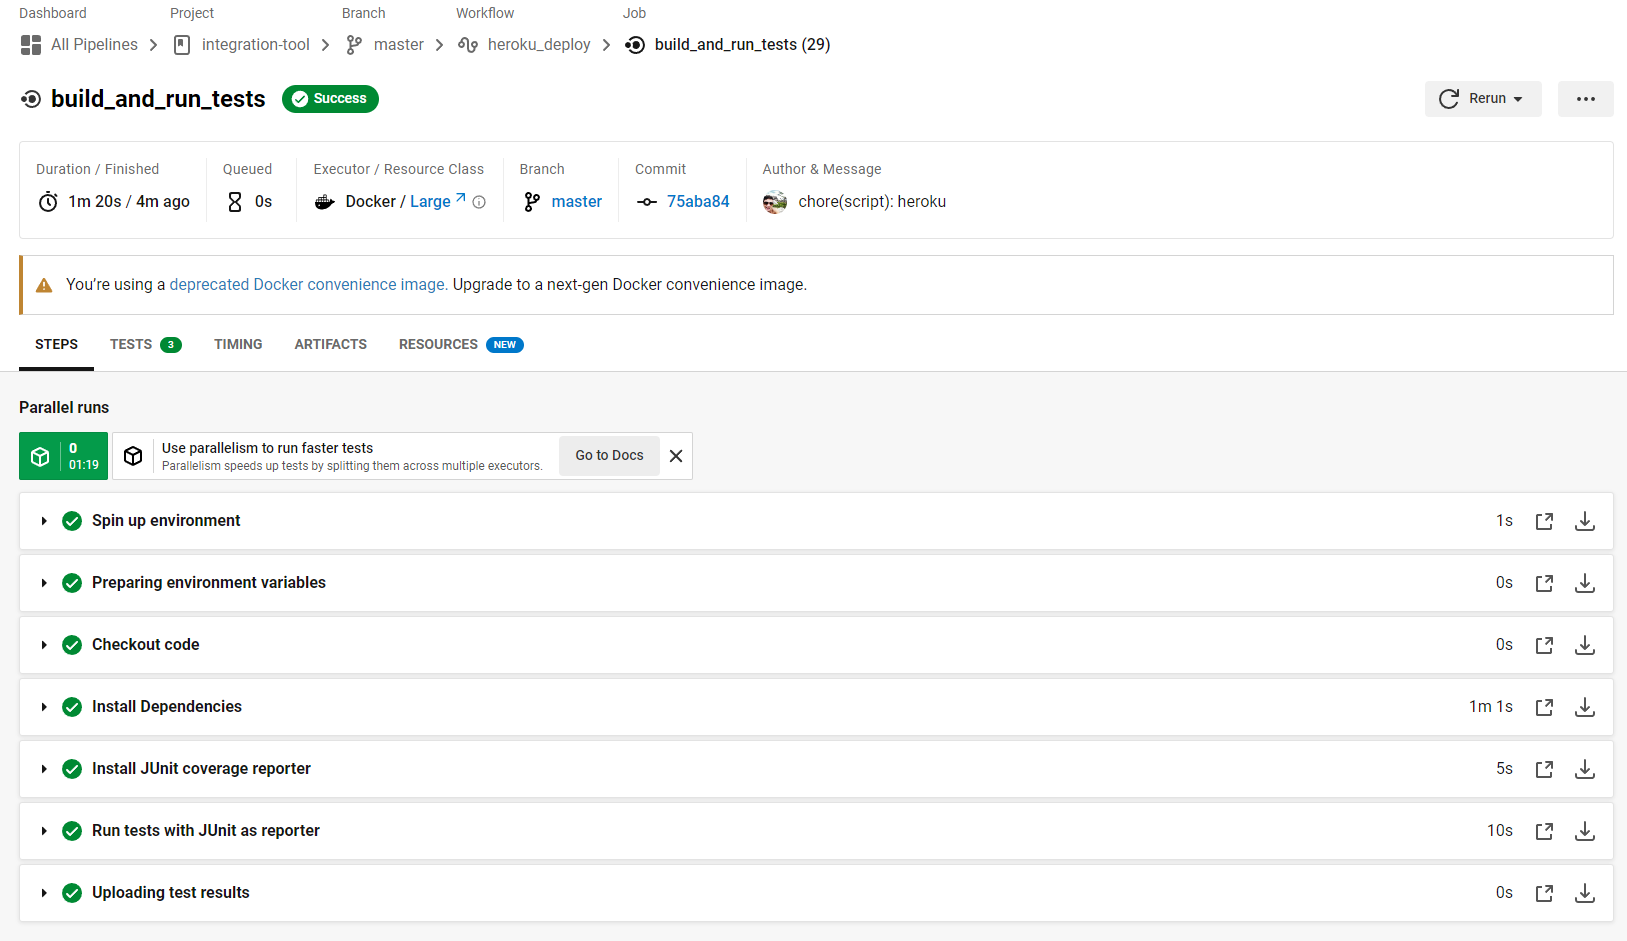 Dashboard Project Branch Workflow Job
All Pipelines integration-tool master heroku_deploy build_and_run_tests (29)
build_and_run_tests Success Rerun
Duration / Finished Queued Executor / Resource Class Branch Commit Author & Message
1m 20s / 4m ago 0s Docker / Large master 75aba84 chore(script): heroku
You’re using a deprecated Docker convenience image. Upgrade to a next-gen Docker convenience image.
STEPS TESTS 3 TIMING ARTIFACTS RESOURCES NEW
Parallel runs
0
01:19
Use parallelism to run faster tests
Parallelism speeds up tests by splitting them across multiple executors.
Go to Docs
Spin up environment 1s
Preparing environment variables 0s
Checkout code 0s
Install Dependencies 1m 1s
Install JUnit coverage reporter 5s
Run tests with JUnit as reporter 10s
Uploading test results 0s